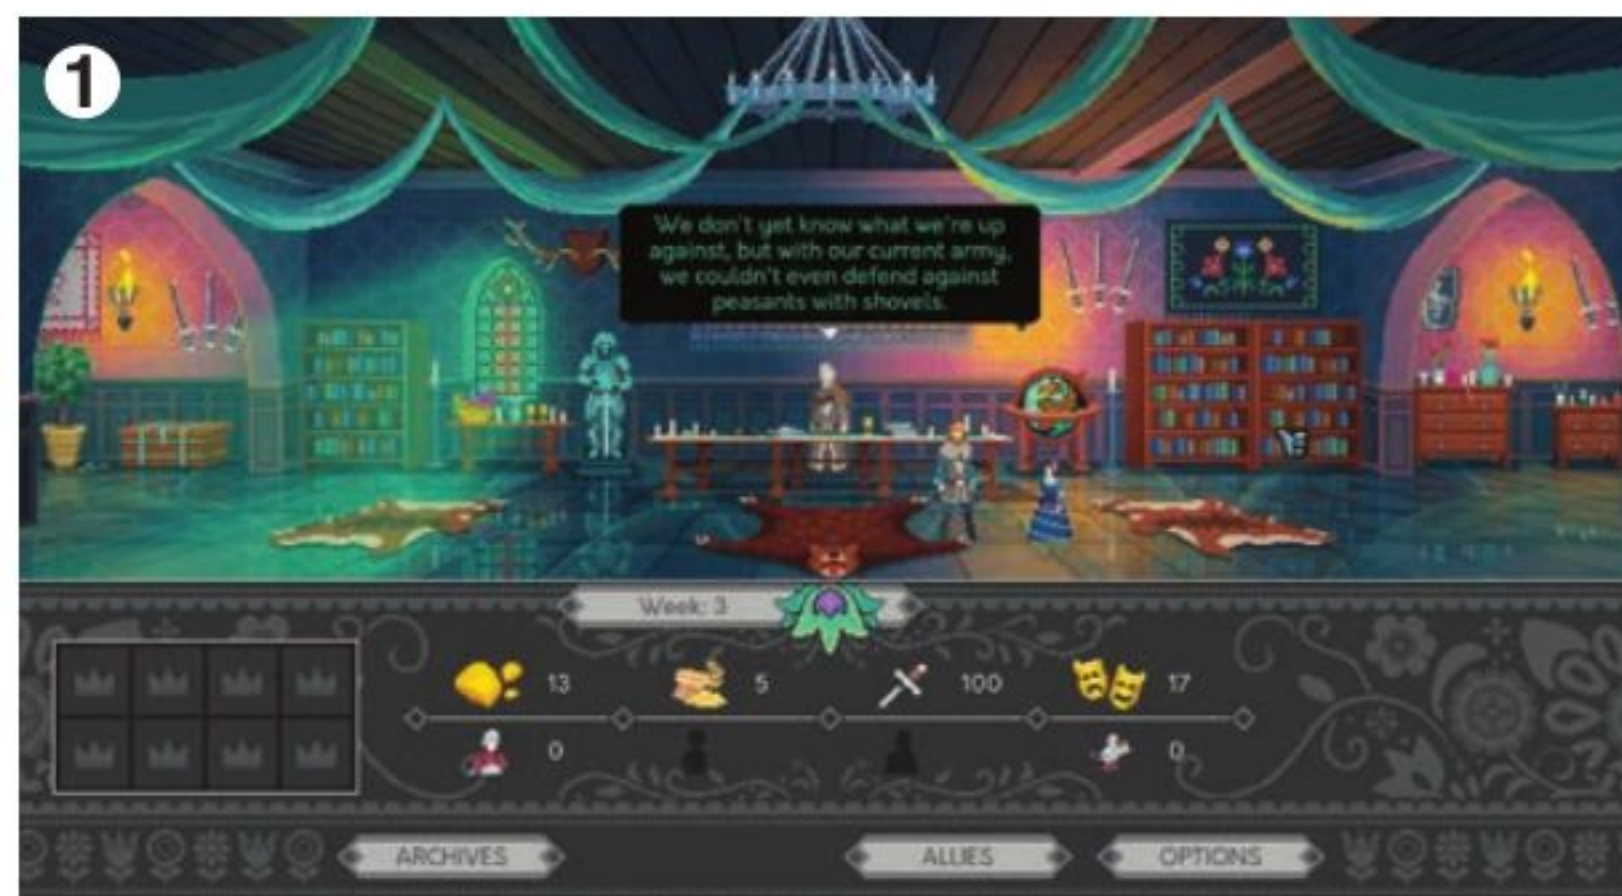 1
We don't yet know what we're up
against, but with our current army,
we couldn't even defend against
peasants with shovels.
Week: 3
13
5
100
17
0
0
ARCHIVES
ALLIES
OPTIONS